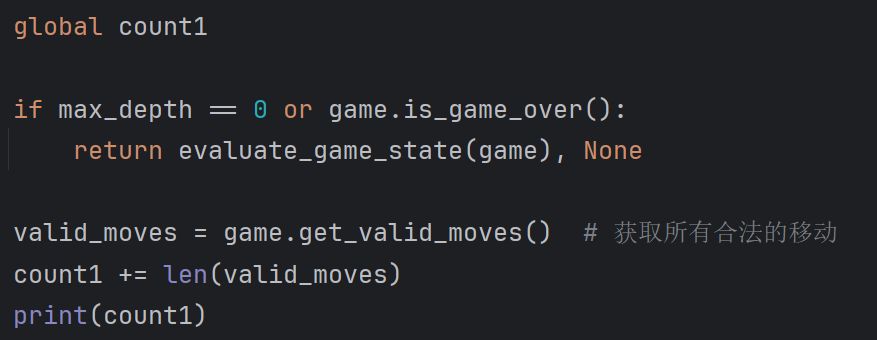 global count1
if max_depth == 0 or game.is_game_over():
return evaluate_game_state(game), None
valid_moves = game.get_valid_moves()  # 获取所有合法的移动
count1 += len(valid_moves)
print(count1)